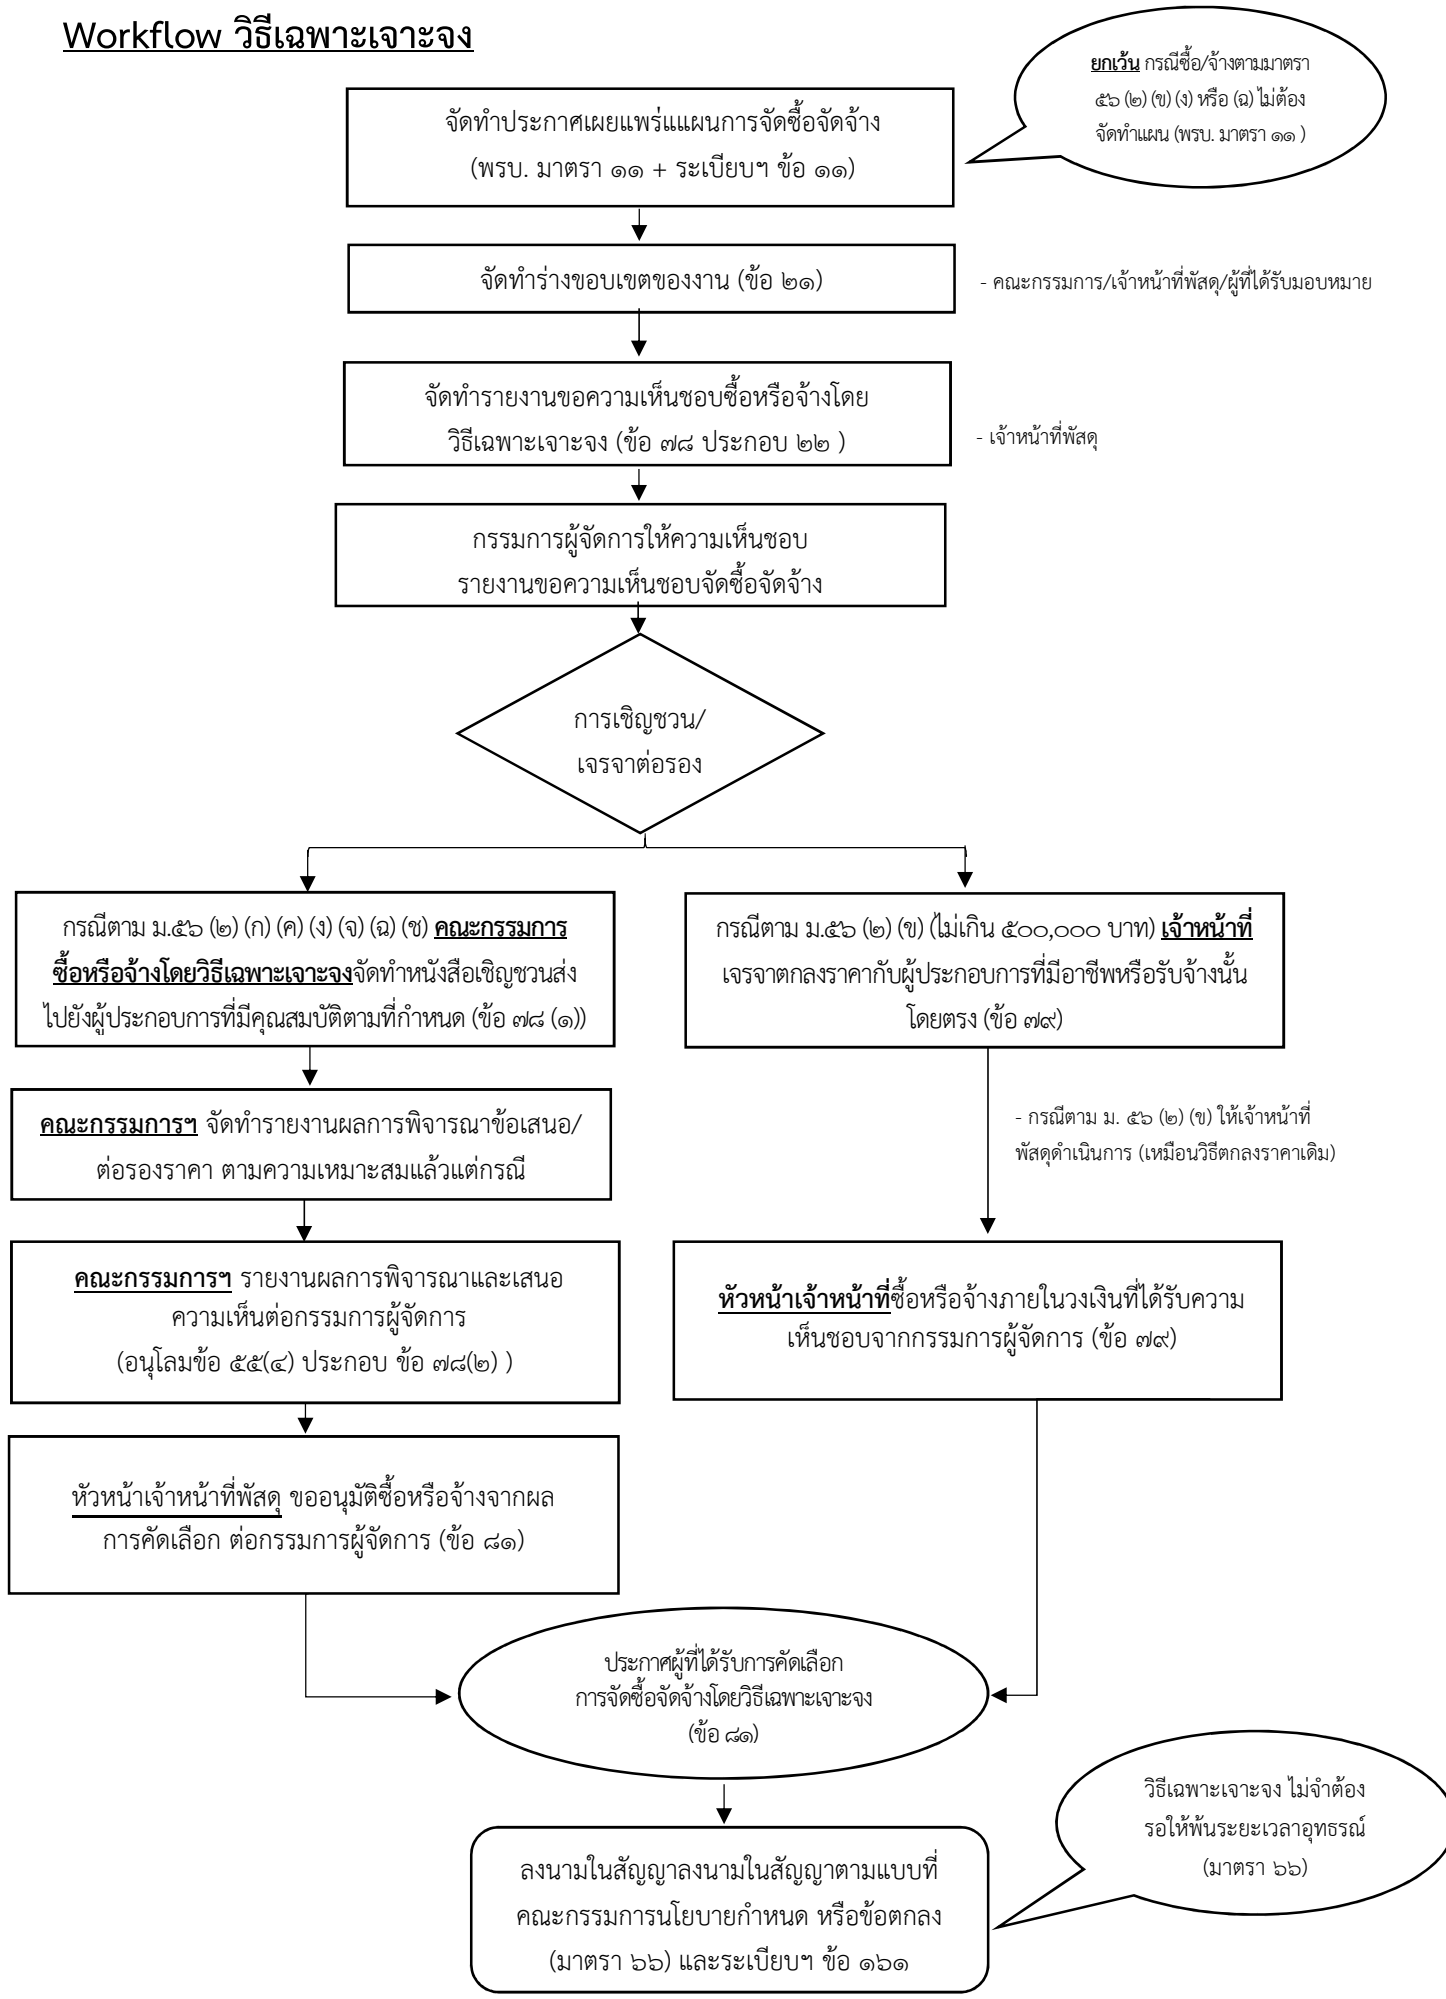 Workflow วิธีเฉพาะเจาะจง
ยกเว้น กรณีซื้อ/จ้างตามมาตรา
๕๖ (๒) (ข) (ง) หรือ (ฉ) ไม่ต้อง
จัดทำแผน (พรบ. มาตรา ๑๑ )
จัดทำประกาศเผยแพร่แแผนการจัดซื้อจัดจ้าง
(พรบ. มาตรา ๑๑ + ระเบียบฯ ข้อ ๑๑)
จัดทำร่างขอบเขตของงาน (ข้อ ๒๑)
- คณะกรรมการ/เจ้าหน้าที่พัสดุ/ผู้ที่ได้รับมอบหมาย
จัดทำรายงานขอความเห็นชอบซื้อหรือจ้างโดย
วิธีเฉพาะเจาะจง (ข้อ ๗๘ ประกอบ ๒๒ )
- เจ้าหน้าที่พัสดุ
กรรมการผู้จัดการให้ความเห็นชอบ
รายงานขอความเห็นชอบจัดซื้อจัดจ้าง
การเชิญชวน/
เจรจาต่อรอง
กรณีตาม ม.๕๖ (๒) (ก) (ค) (ง) (จ) (ฉ) (ช) คณะกรรมการ
ซื้อหรือจ้างโดยวิธีเฉพาะเจาะจงจัดทำหนังสือเชิญชวนส่ง
ไปยังผู้ประกอบการที่มีคุณสมบัติตามที่กำหนด (ข้อ ๗๘ (๑))
กรณีตาม ม.๕๖ (๒) (ข) (ไม่เกิน ๕๐๐,๐๐๐ บาท) เจ้าหน้าที่
เจรจาตกลงราคากับผู้ประกอบการที่มีอาชีพหรือรับจ้างนั้น
โดยตรง (ข้อ ๗๙)
คณะกรรมการฯ จัดทำรายงานผลการพิจารณาข้อเสนอ/
ต่อรองราคา ตามความเหมาะสมแล้วแต่กรณี
- กรณีตาม ม. ๕๖ (๒) (ข) ให้เจ้าหน้าที่
พัสดุดำเนินการ (เหมือนวิธีตกลงราคาเดิม)
คณะกรรมการฯ รายงานผลการพิจารณาและเสนอ
ความเห็นต่อกรรมการผู้จัดการ
(อนุโลมข้อ ๕๕(๔) ประกอบ ข้อ ๗๘(๒) )
หัวหน้าเจ้าหน้าที่ซื้อหรือจ้างภายในวงเงินที่ได้รับความ
เห็นชอบจากกรรมการผู้จัดการ (ข้อ ๗๙)
หัวหน้าเจ้าหน้าที่พัสดุ ขออนุมัติซื้อหรือจ้างจากผล
การคัดเลือก ต่อกรรมการผู้จัดการ (ข้อ ๘๑)
ประกาศผู้ที่ได้รับการคัดเลือก
การจัดซื้อจัดจ้างโดยวิธีเฉพาะเจาะจง
(ข้อ ๘๑)
วิธีเฉพาะเจาะจง ไม่จำต้อง
รอให้พ้นระยะเวลาอุทธรณ์
(มาตรา ๖๖)
ลงนามในสัญญาลงนามในสัญญาตามแบบที่
คณะกรรมการนโยบายกำหนด หรือข้อตกลง
(มาตรา ๖๖) และระเบียบฯ ข้อ ๑๖๑